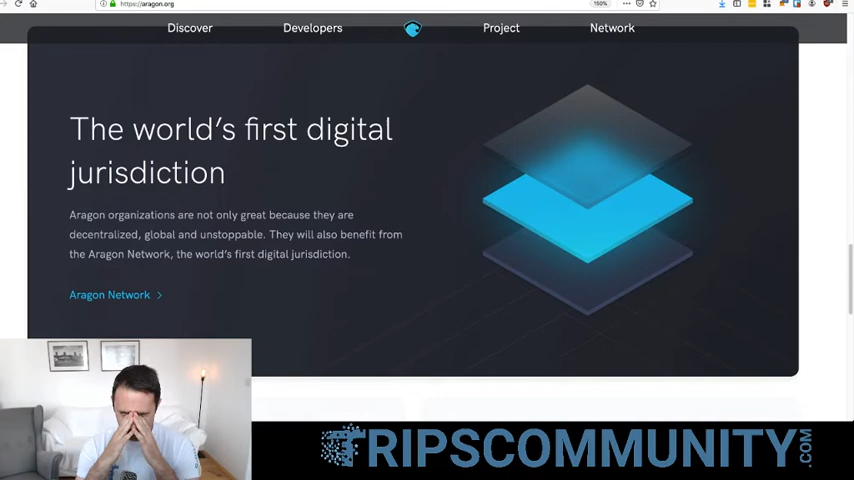 https://aragon.org
150%
Discover
Developers
Project
Network
The world's first digital
jurisdiction
Aragon organizations are not only great because they are
decentralized, global and unstoppable. They will also benefit from
the Aragon Network, the world's first digital jurisdiction.
Aragon Network
TRIPSCOMMUNITY.COM